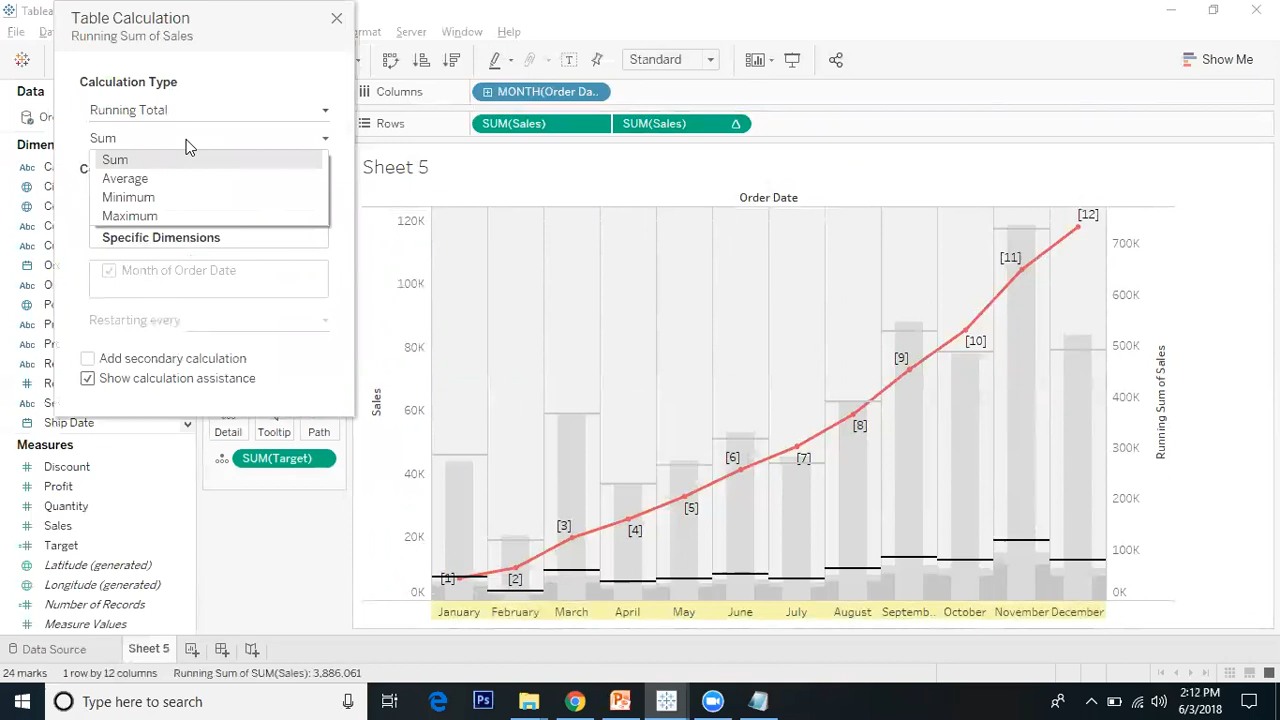 Tablea
Table Calculation
Running Sum of Sales
File
Da
rmat
Server
Window
Help
Standard
Show Me
Calculation Type
Running Total
Sum
Sum
Average
Minimum
Maximum
Specific Dimensions
Month of Order Date
Restarting every
Add secondary calculation
Show calculation assistance
Data
Or
Dimen
Abc
Ship Date
Measures
Discount
Profit
Quantity
Sales
Target
Latitude (generated)
Longitude (generated)
Number of Records
Measure Values
Detail
Tooltip
Path
SUM(Target)
Columns
MONTH(Order Da..
Rows
SUM(Sales)
SUM(Sales)
Sheet 5
Order Date
120K
100K
80K
60K
40K
20K
0K
Sales
[1]
[2]
[3]
[4]
[5]
[6]
[7]
[8]
[9]
[10]
[11]
[12]
700K
600K
500K
400K
300K
200K
100K
0K
Running Sum of Sales
January
February
March
April
May
June
July
August
Septemb..
October
November
December
Data Source
Sheet 5
24 marks
1 row by 12 columns
Running Sum of SUM(Sales): 3,886,061
Type here to search
Ps
2:12 PM
6/3/2018